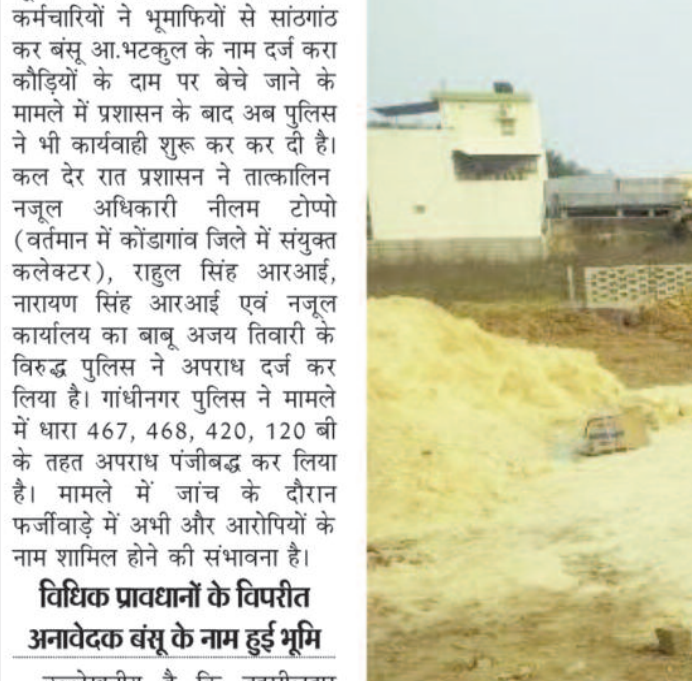 कर्मचारियों ने भूमाफियों से सांठगांठ
कर बंसू आ.भटकुल के नाम दर्ज करा
कौड़ियों के दाम पर बेचे जाने के
मामले में प्रशासन के बाद अब पुलिस
ने भी कार्यवाही शुरू कर कर दी है।
कल देर रात प्रशासन ने तात्कालिन
नजूल अधिकारी नीलम टोप्पो
(वर्तमान में कोंडागांव जिले में संयुक्त
कलेक्टर), राहुल सिंह आरआई,
नारायण सिंह आरआई एवं नजूल
कार्यालय का बाबू अजय तिवारी के
विरुद्ध पुलिस ने अपराध दर्ज कर
लिया है। गांधीनगर पुलिस ने मामले
में धारा 467, 468, 420, 120 बी
के तहत अपराध पंजीबद्ध कर लिया
है। मामले में जांच के दौरान
फर्जीवाड़े में अभी और आरोपियों के
नाम शामिल होने की संभावना है।
विधिक प्रावधानों के विपरीत
अनावेदक बंसू के नाम हुई भूमि